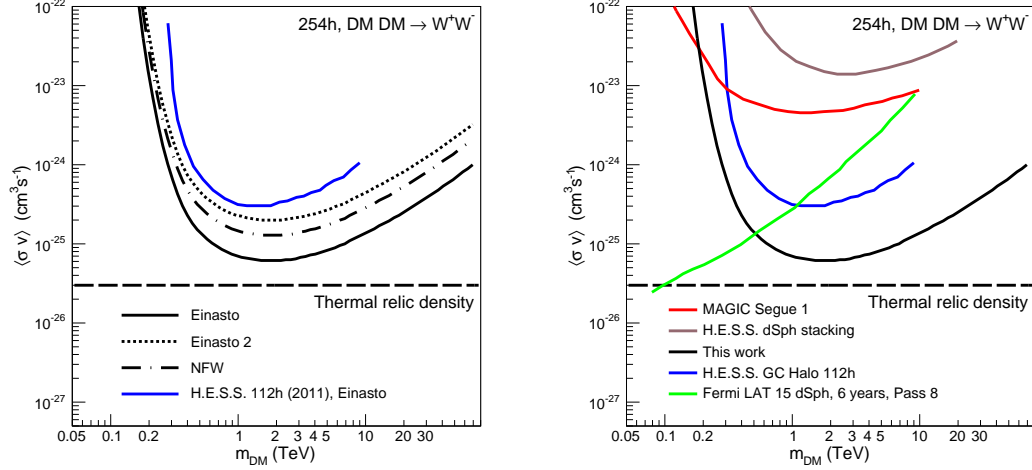 254h, DM DM → W⁺W⁻
⟨σ v⟩ (cm³s⁻¹)
10⁻²²
10⁻²³
10⁻²⁴
10⁻²⁵
10⁻²⁶
10⁻²⁷
Thermal relic density
Einasto
Einasto 2
NFW
H.E.S.S. 112h (2011), Einasto
0.05 0.1 0.2 1 2 3 4 5 10 20 30
m_DM (TeV)
254h, DM DM → W⁺W⁻
⟨σ v⟩ (cm³s⁻¹)
10⁻²²
10⁻²³
10⁻²⁴
10⁻²⁵
10⁻²⁶
10⁻²⁷
Thermal relic density
MAGIC Segue 1
H.E.S.S. dSph stacking
This work
H.E.S.S. GC Halo 112h
Fermi LAT 15 dSph, 6 years, Pass 8
0.05 0.1 0.2 1 2 3 4 5 10 20 30
m_DM (TeV)